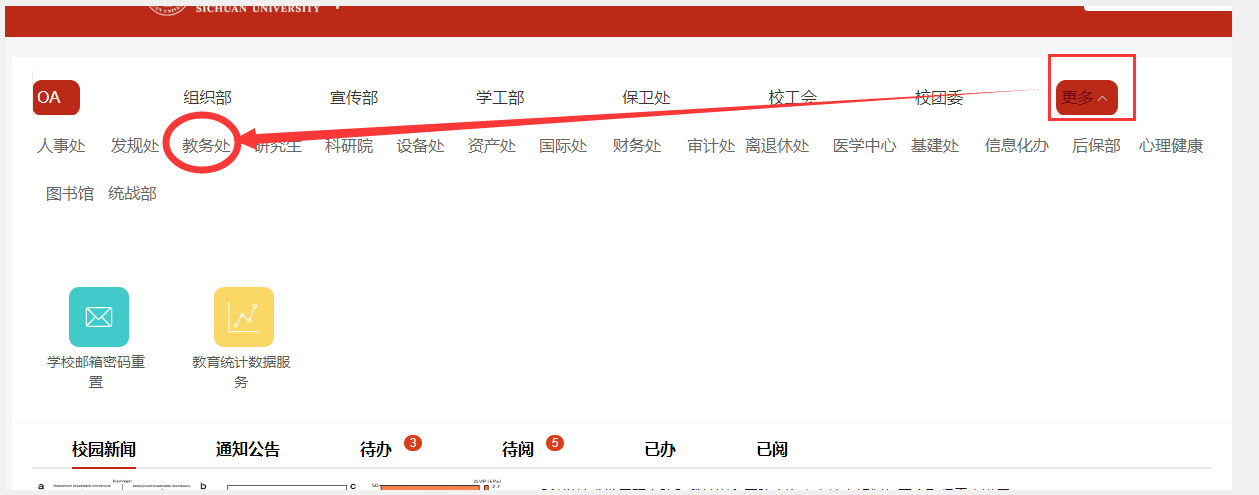 SICHUAN UNIVERSITY
OA 组织部 宣传部 学工部 保卫处 校工会 校团委 更多
人事处 发规处 教务处 研究生 科研院 设备处 资产处 国际处 财务处 审计处 离退休处 医学中心 基建处 信息化办 后保部 心理健康
图书馆 统战部
学校邮箱密码重
置
教育统计数据服
务
校园新闻 通知公告 待办 3 待阅 5 已办 已阅
a b c